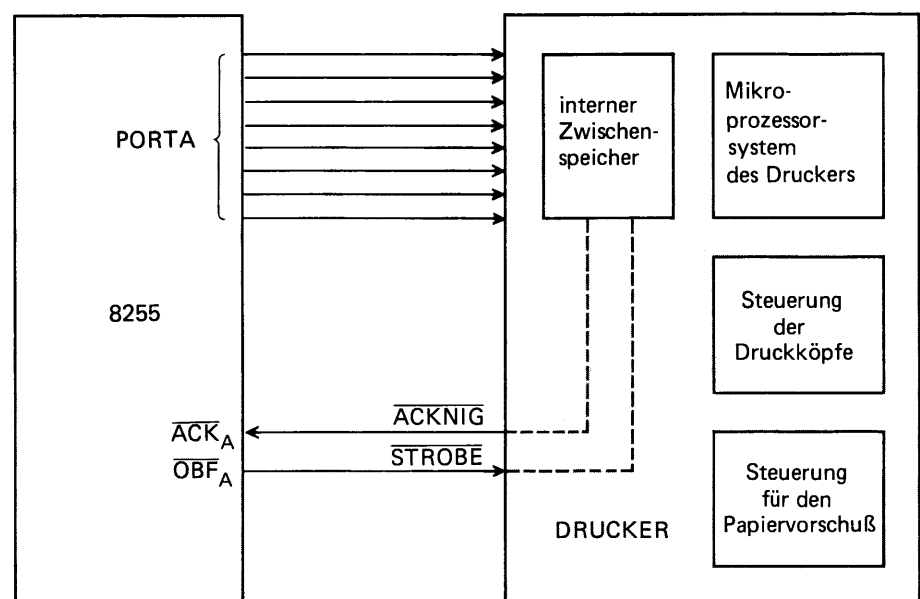 PORTA
8255
ACK_A
OBF_A
ACKNIG
STROBE
interner
Zwischen-
speicher
Mikro-
prozessor-
system
des Druckers
Steuerung
der
Druckköpfe
Steuerung
für den
Papiervorschuß
DRUCKER